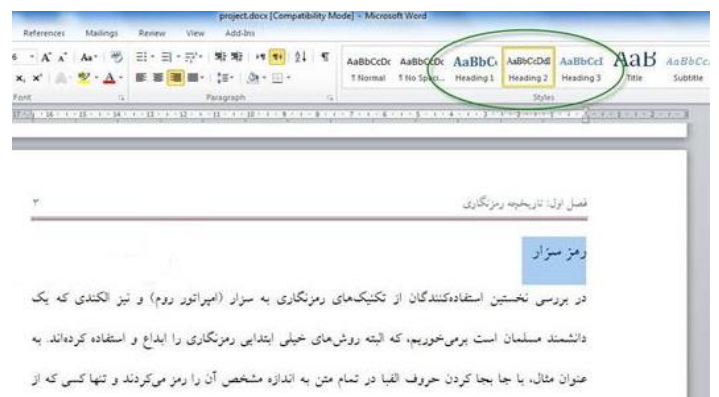 project.docx [Compatibility Mode] - Microsoft Word
References Mailings Review View Add-Ins
AaBbCcDc AaBbCcDc AaBbC AaBbCcDdI AaBbCcI AaB AaBbCc
¶ Normal ¶ No Spaci... Heading 1 Heading 2 Heading 3 Title Subtitle
Font Paragraph Styles
فصل اول: تاریخچه رمزنگاری ۳
رمز سزار
در بررسی نخستین استفاده‌کنندگان از تکنیک‌های رمزنگاری به سزار (امپراتور روم) و نیز الکندی که یک
دانشمند مسلمان است برمی‌خوریم، که البته روش‌های خیلی ابتدایی رمزنگاری را ابداع و استفاده کرده‌اند. به
عنوان مثال، با جا بجا کردن حروف الفبا در تمام متن به اندازه مشخص آن را رمز می‌کردند و تنها کسی که از